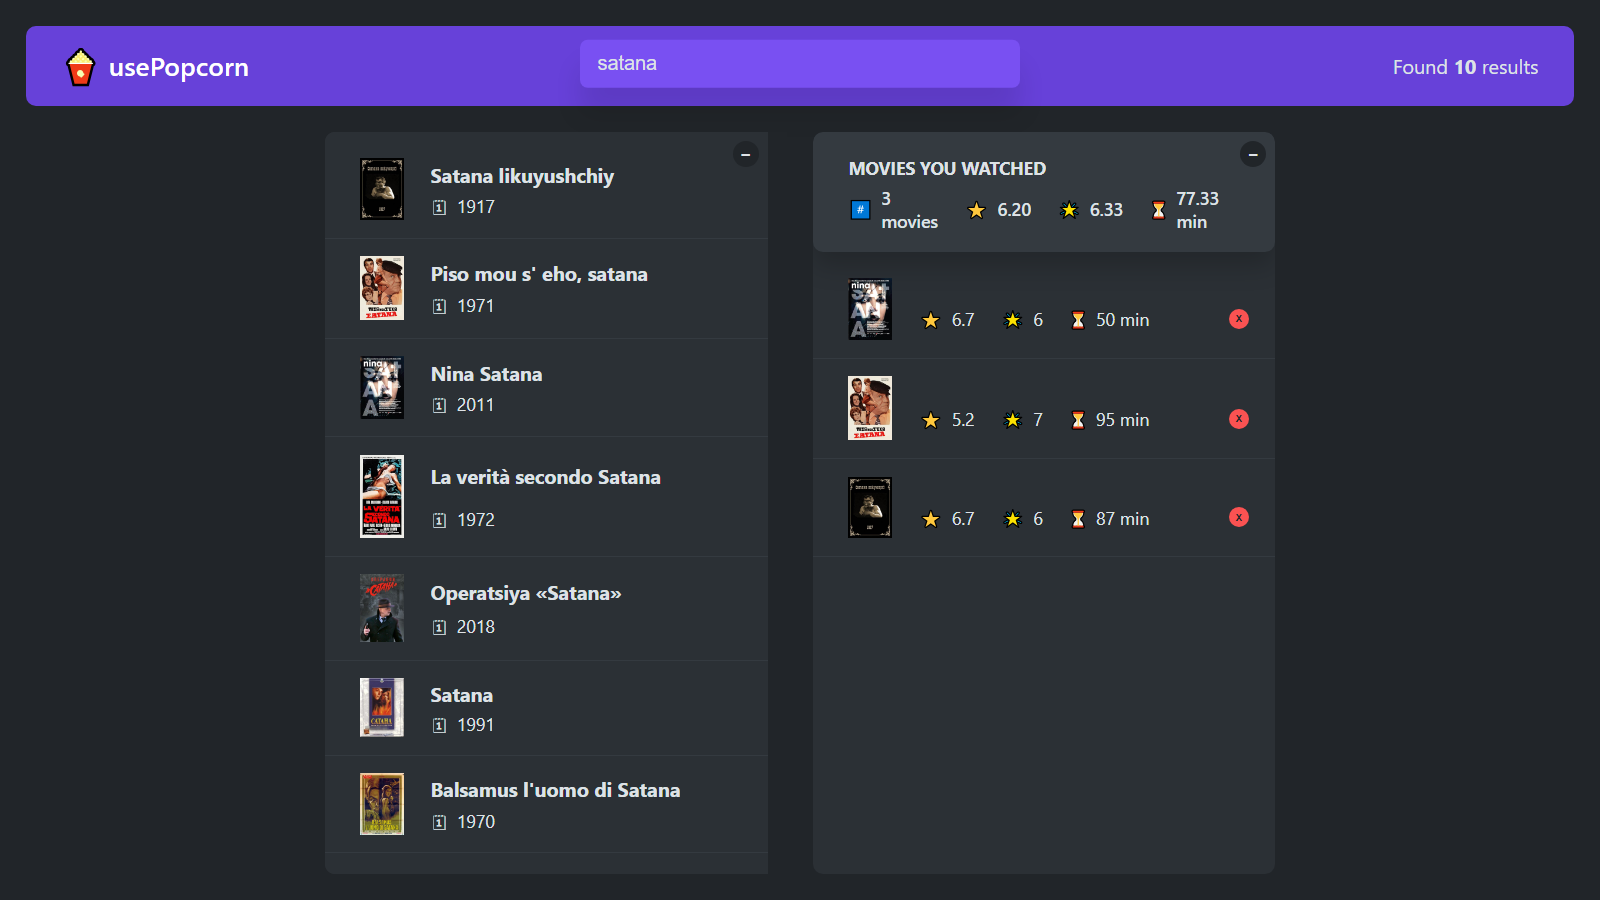 usePopcorn
satana
Found 10 results
Satana likuyushchiy
1917
Piso mou s' eho, satana
1971
Nina Satana
2011
La verità secondo Satana
1972
Operatsiya «Satana»
2018
Satana
1991
Balsamus l'uomo di Satana
1970
MOVIES YOU WATCHED
# 3 movies 6.20 6.33 77.33 min
6.7 6 50 min x
5.2 7 95 min x
6.7 6 87 min x